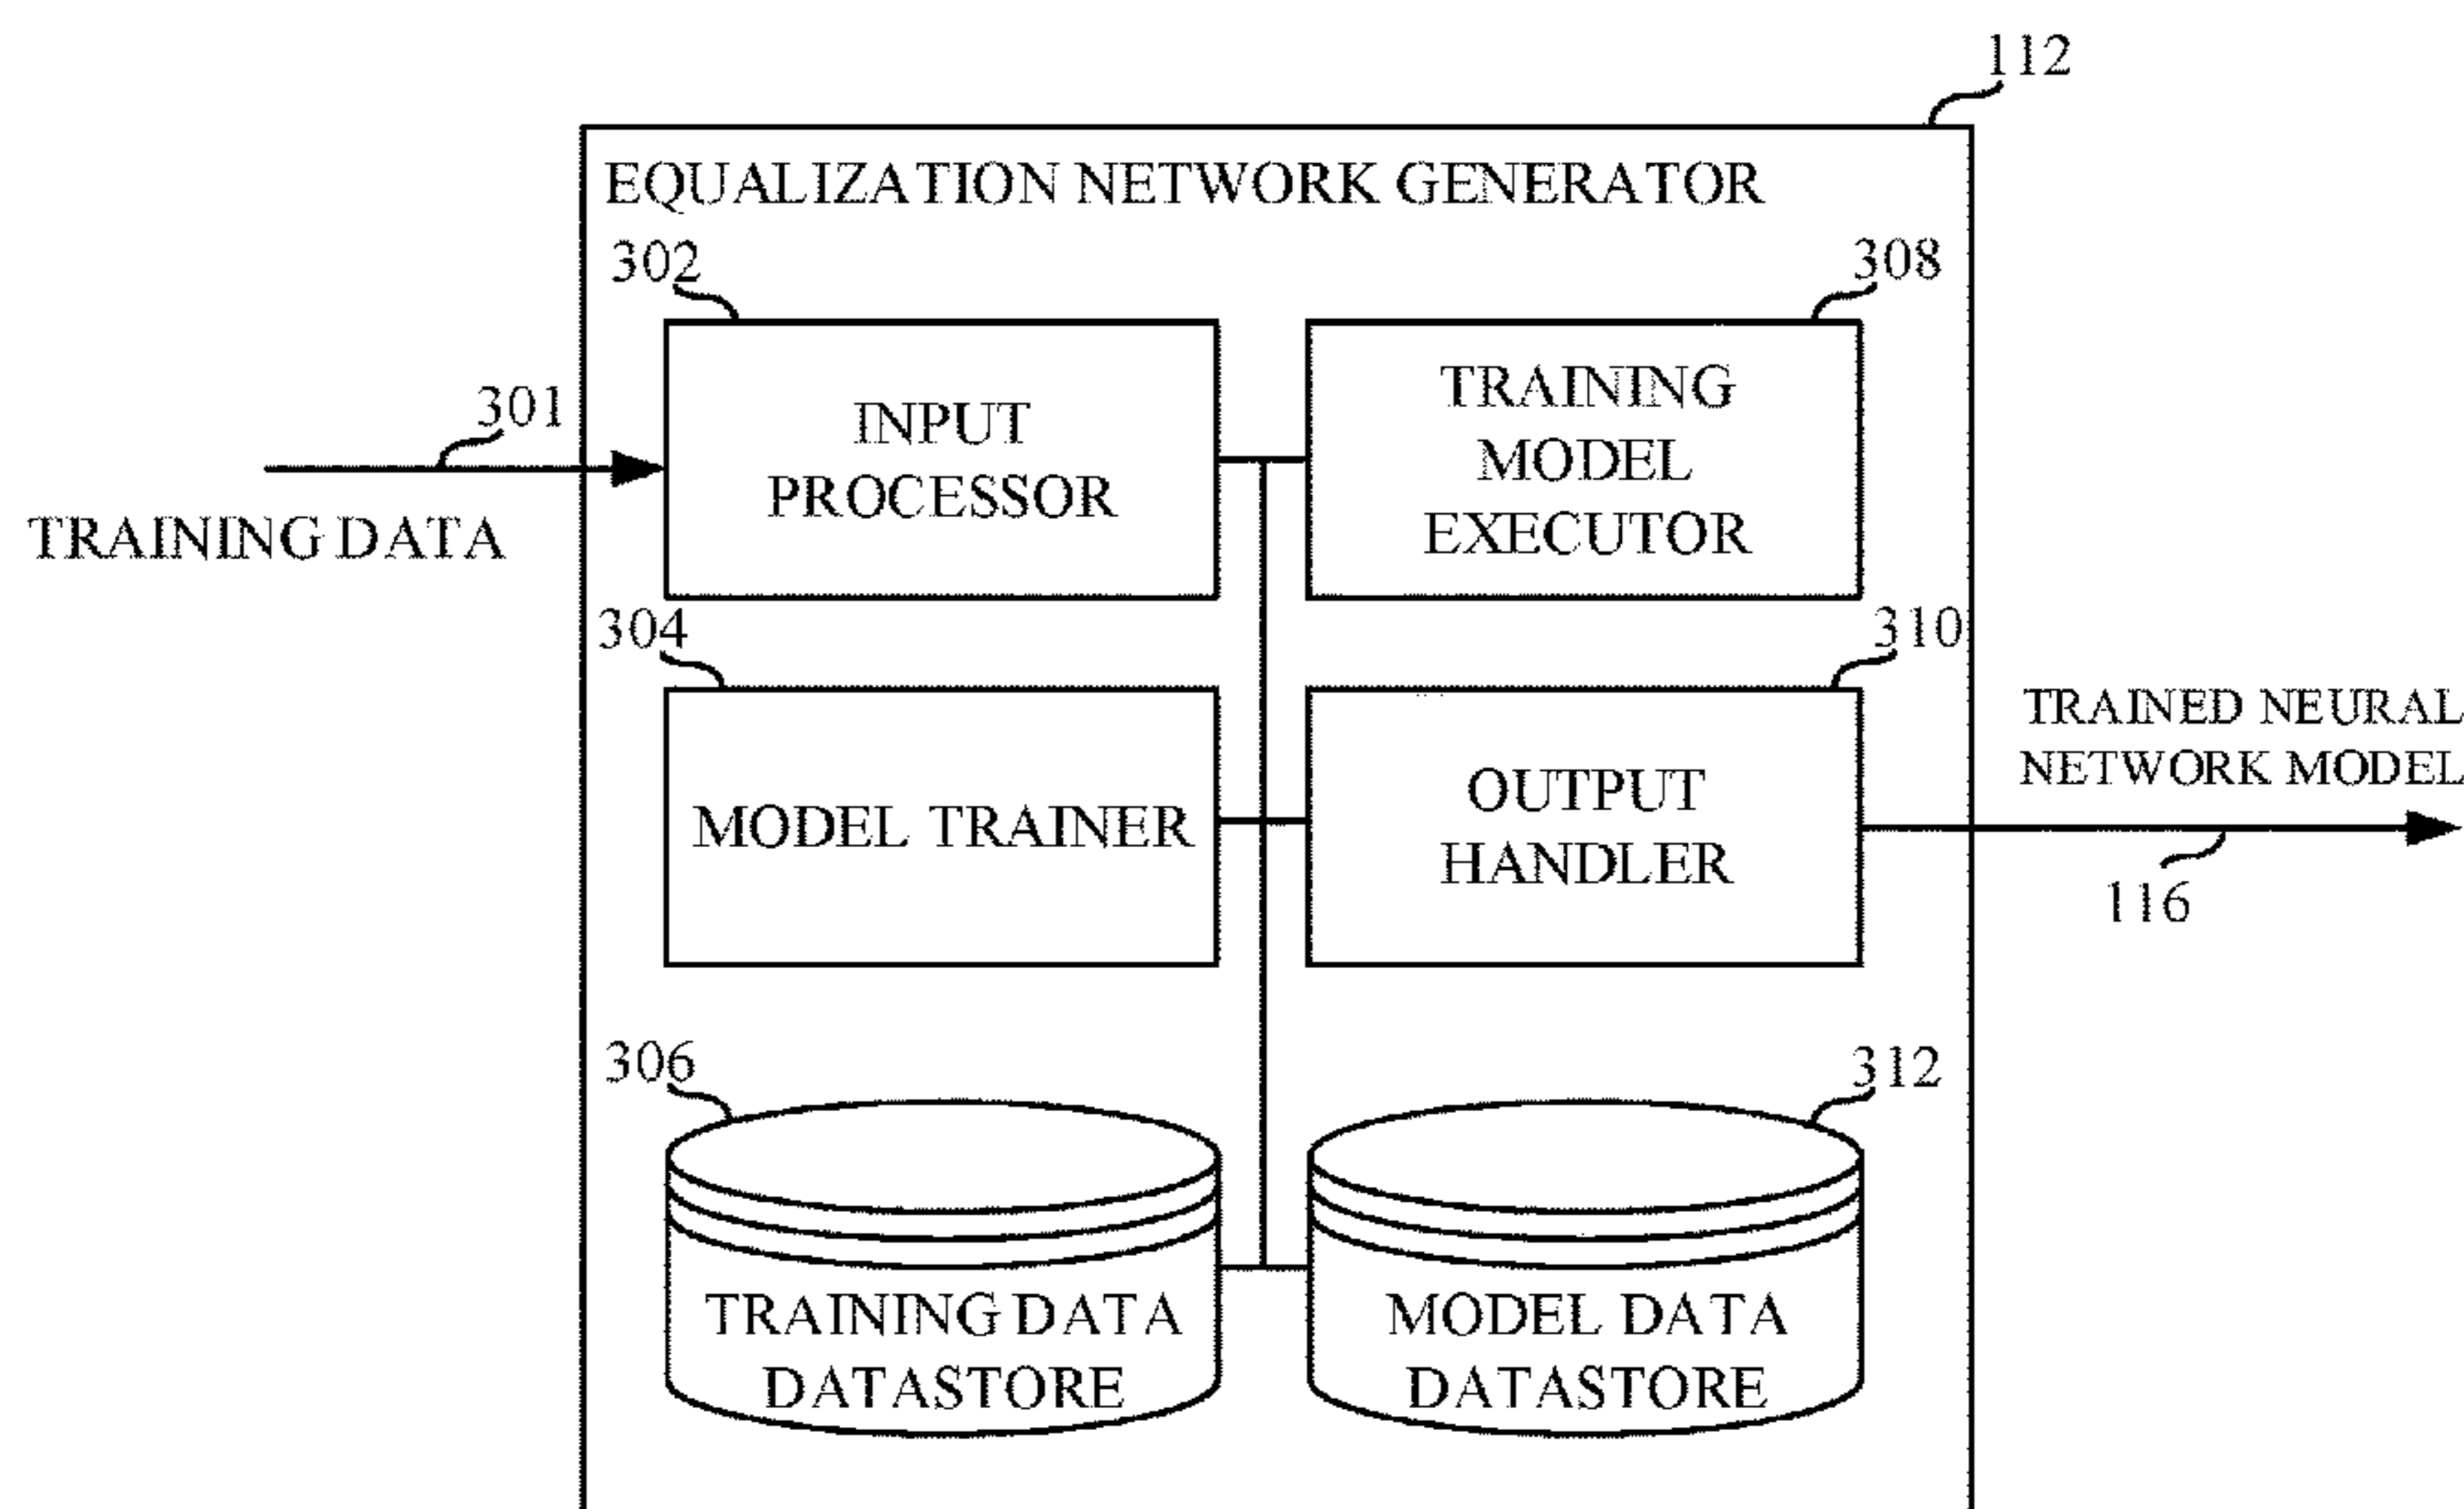 112
EQUALIZATION NETWORK GENERATOR
302
308
301
INPUT
PROCESSOR
TRAINING
MODEL
EXECUTOR
TRAINING DATA
304
310
MODEL TRAINER
OUTPUT
HANDLER
TRAINED NEURAL
NETWORK MODEL
116
306
312
TRAINING DATA
DATASTORE
MODEL DATA
DATASTORE